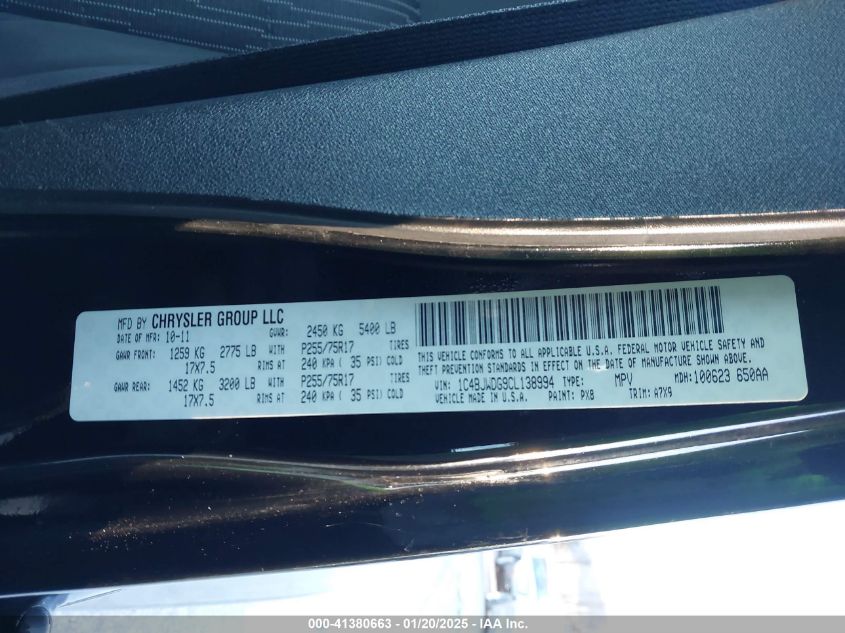 MFD BY CHRYSLER GROUP LLC
DATE OF MFR: 10-11 GVWR: 2450 KG 5400 LB
GAWR FRONT: 1259 KG 2775 LB WITH P255/75R17 TIRES
17X7.5 RIMS AT 240 KPA ( 35 PSI) COLD
GAWR REAR: 1452 KG 3200 LB WITH P255/75R17 TIRES
17X7.5 RIMS AT 240 KPA ( 35 PSI) COLD
THIS VEHICLE CONFORMS TO ALL APPLICABLE U.S.A. FEDERAL MOTOR VEHICLE SAFETY AND
THEFT PREVENTION STANDARDS IN EFFECT ON THE DATE OF MANUFACTURE SHOWN ABOVE.
VIN: 1C4BJWDG9CL138994 TYPE: MPV MDH: 100623 650AA
VEHICLE MADE IN U.S.A. PAINT: PX8 TRIM: A7X9
000-41380663 — 01/20/2025 — © IAA Inc.